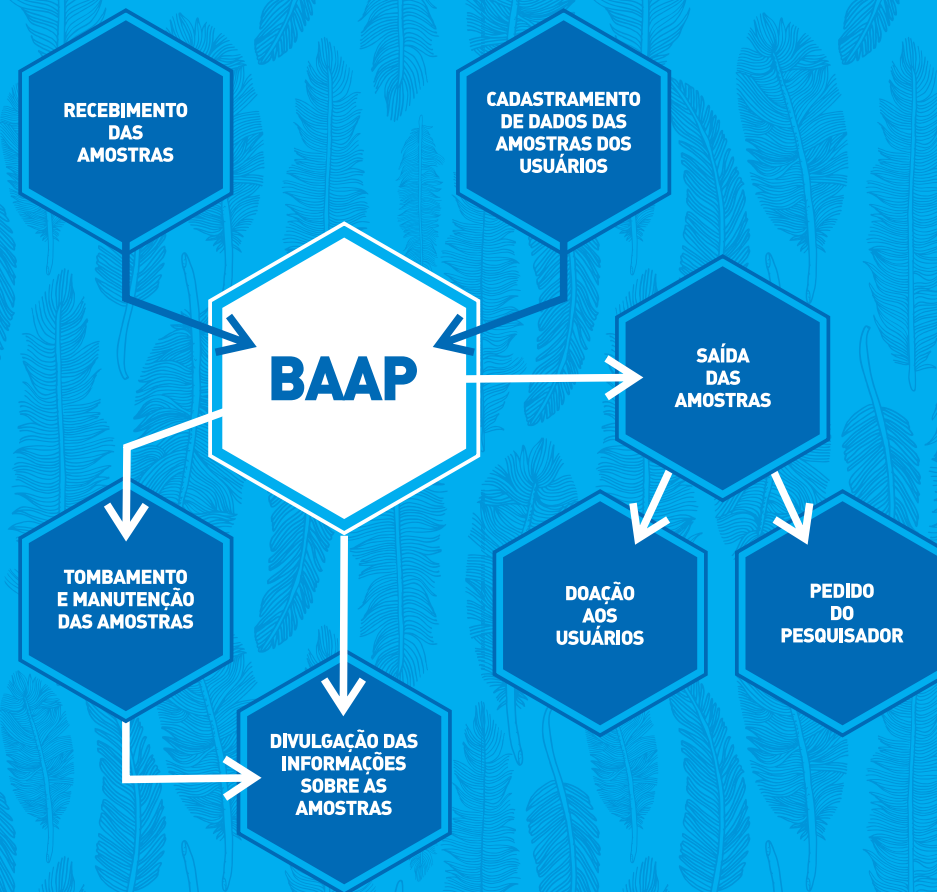 RECEBIMENTO
DAS
AMOSTRAS
CADASTRAMENTO
DE DADOS DAS
AMOSTRAS DOS
USUÁRIOS
BAAP
SAÍDA
DAS
AMOSTRAS
TOMBAMENTO
E MANUTENÇÃO
DAS AMOSTRAS
DOAÇÃO
AOS
USUÁRIOS
PEDIDO
DO
PESQUISADOR
DIVULGAÇÃO DAS
INFORMAÇÕES
SOBRE AS
AMOSTRAS